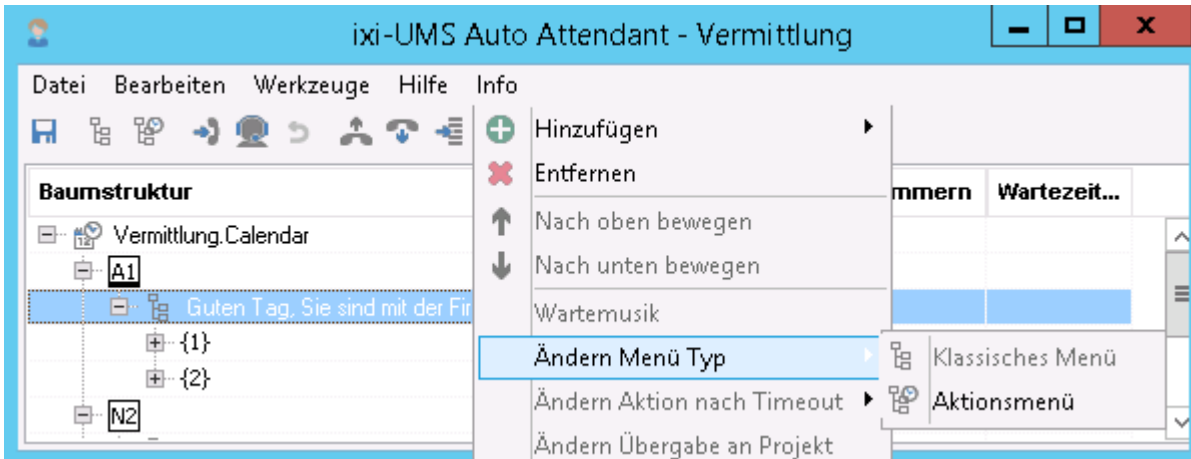 ixi-UMS Auto Attendant - Vermittlung
Datei Bearbeiten Werkzeuge Hilfe Info
Hinzufügen
Entfernen
Baumstruktur
mmern
Wartezeit...
Nach oben bewegen
Vermittlung.Calendar
Nach unten bewegen
A1
Guten Tag, Sie sind mit der Fir
Wartemusik
{1}
Ändern Menü Typ
Klassisches Menü
{2}
Ändern Aktion nach Timeout
Aktionsmenü
N2
Ändern Übergabe an Projekt